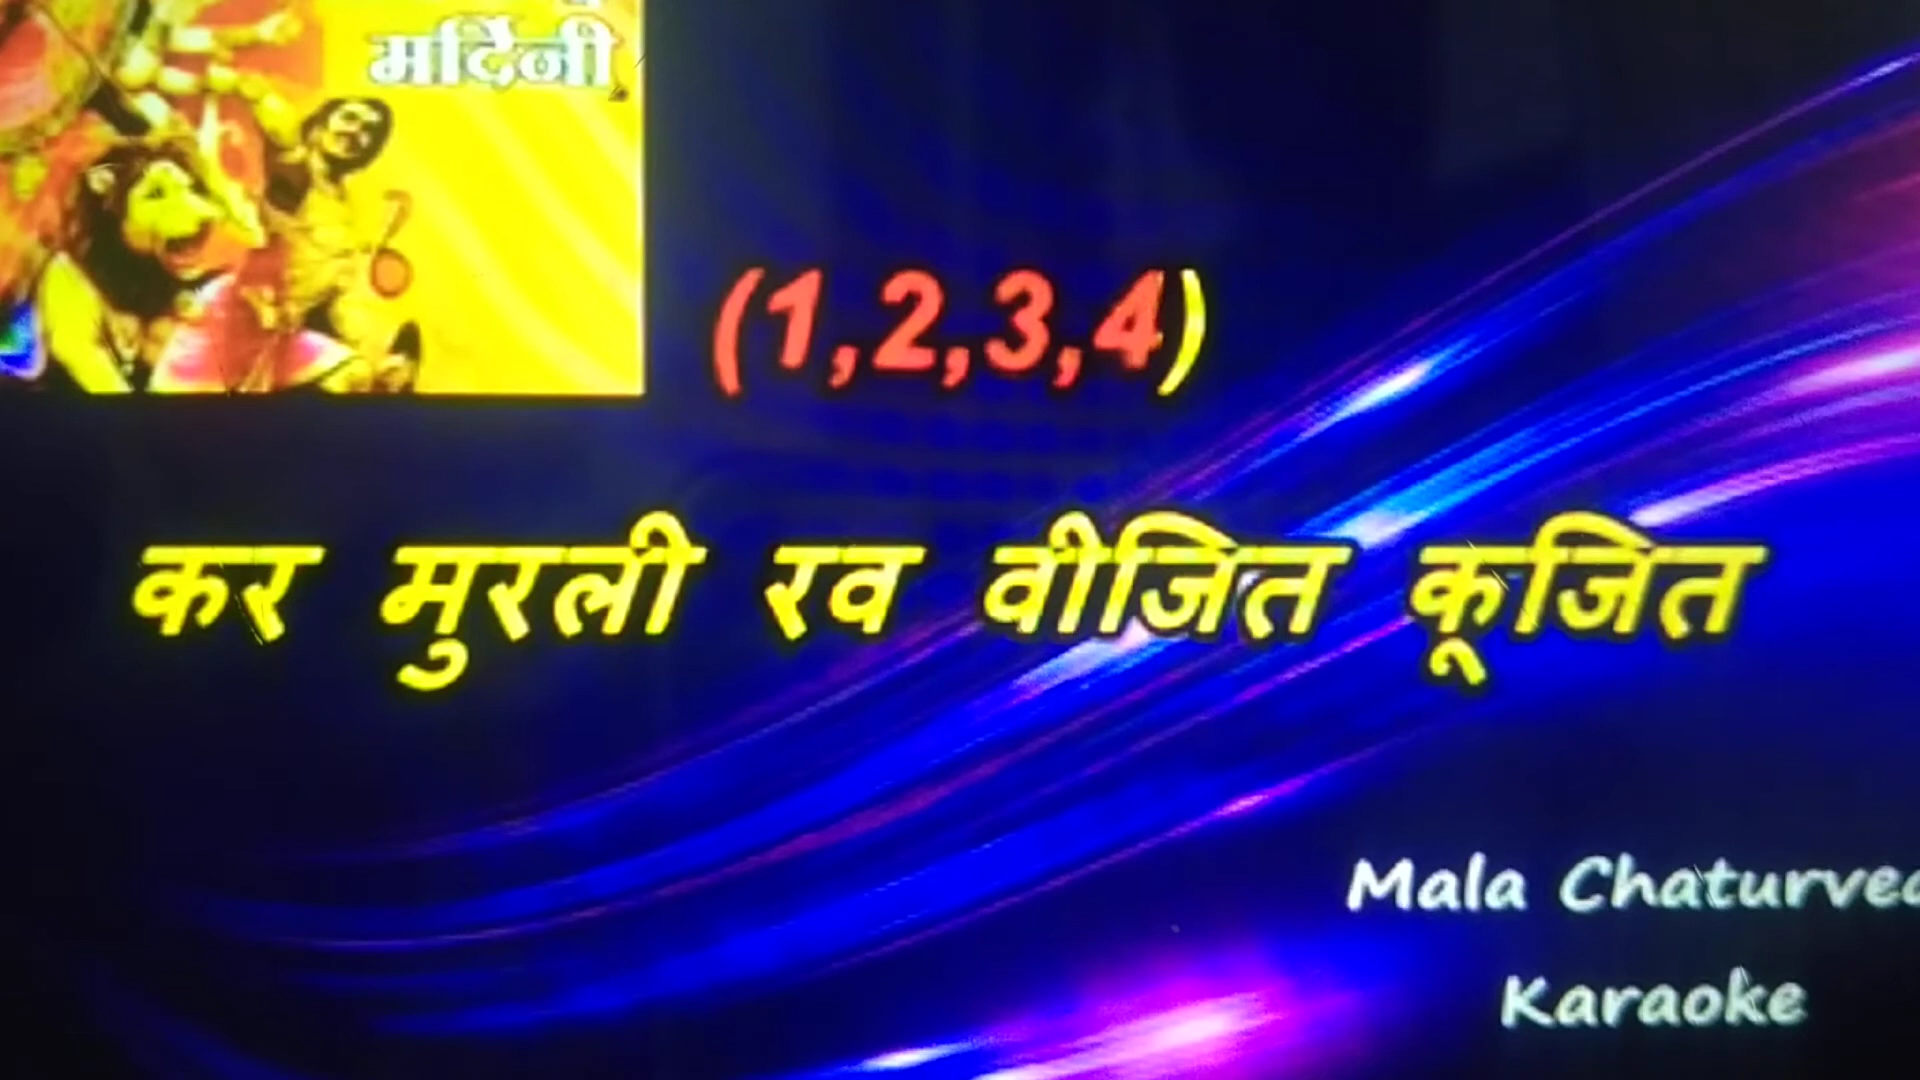 मर्दिनी
(1,2,3,4)
कर मुरली रव वीजित कूजित
Mala Chaturved
Karaoke